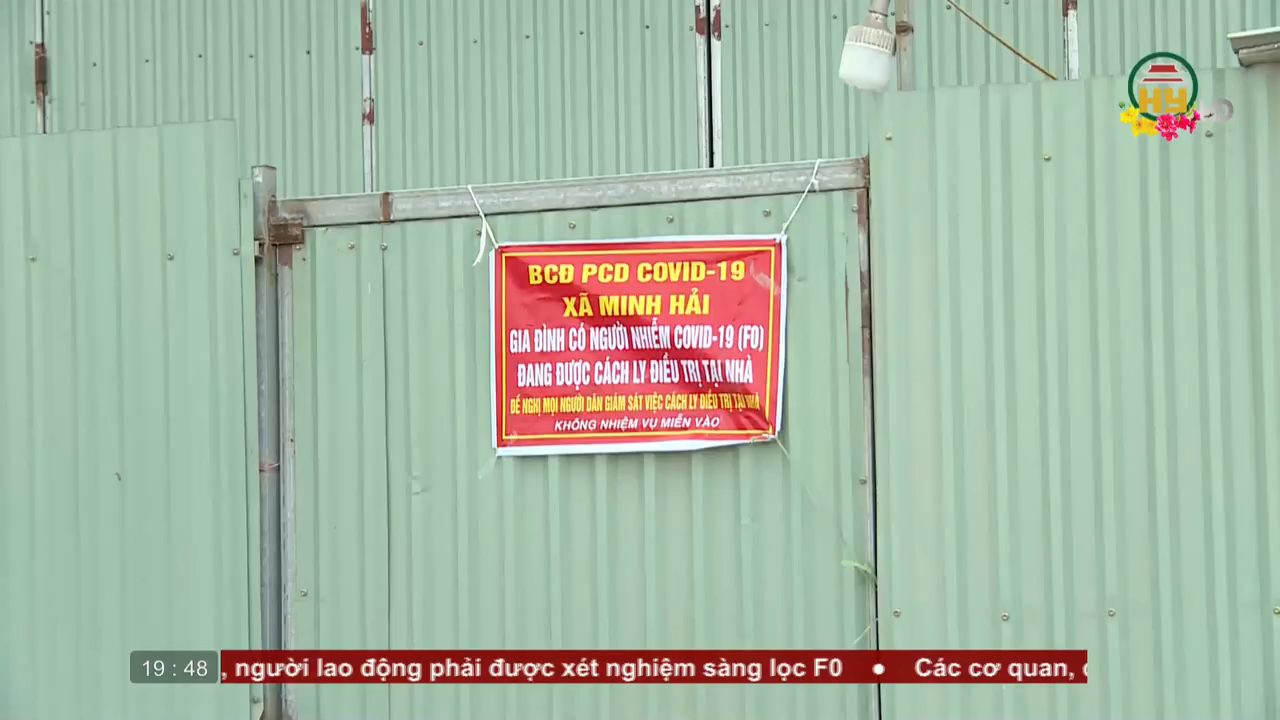 HY
BCĐ PCD COVID-19
XÃ MINH HẢI
GIA ĐÌNH CÓ NGƯỜI NHIỄM COVID-19 (F0)
ĐANG ĐƯỢC CÁCH LY ĐIỀU TRỊ TẠI NHÀ
ĐỀ NGHỊ MỌI NGƯỜI DÂN GIÁM SÁT VIỆC CÁCH LY ĐIỀU TRỊ TẠI NHÀ
KHÔNG NHIỆM VỤ MIỄN VÀO
19 : 48 , người lao động phải được xét nghiệm sàng lọc F0 • Các cơ quan,